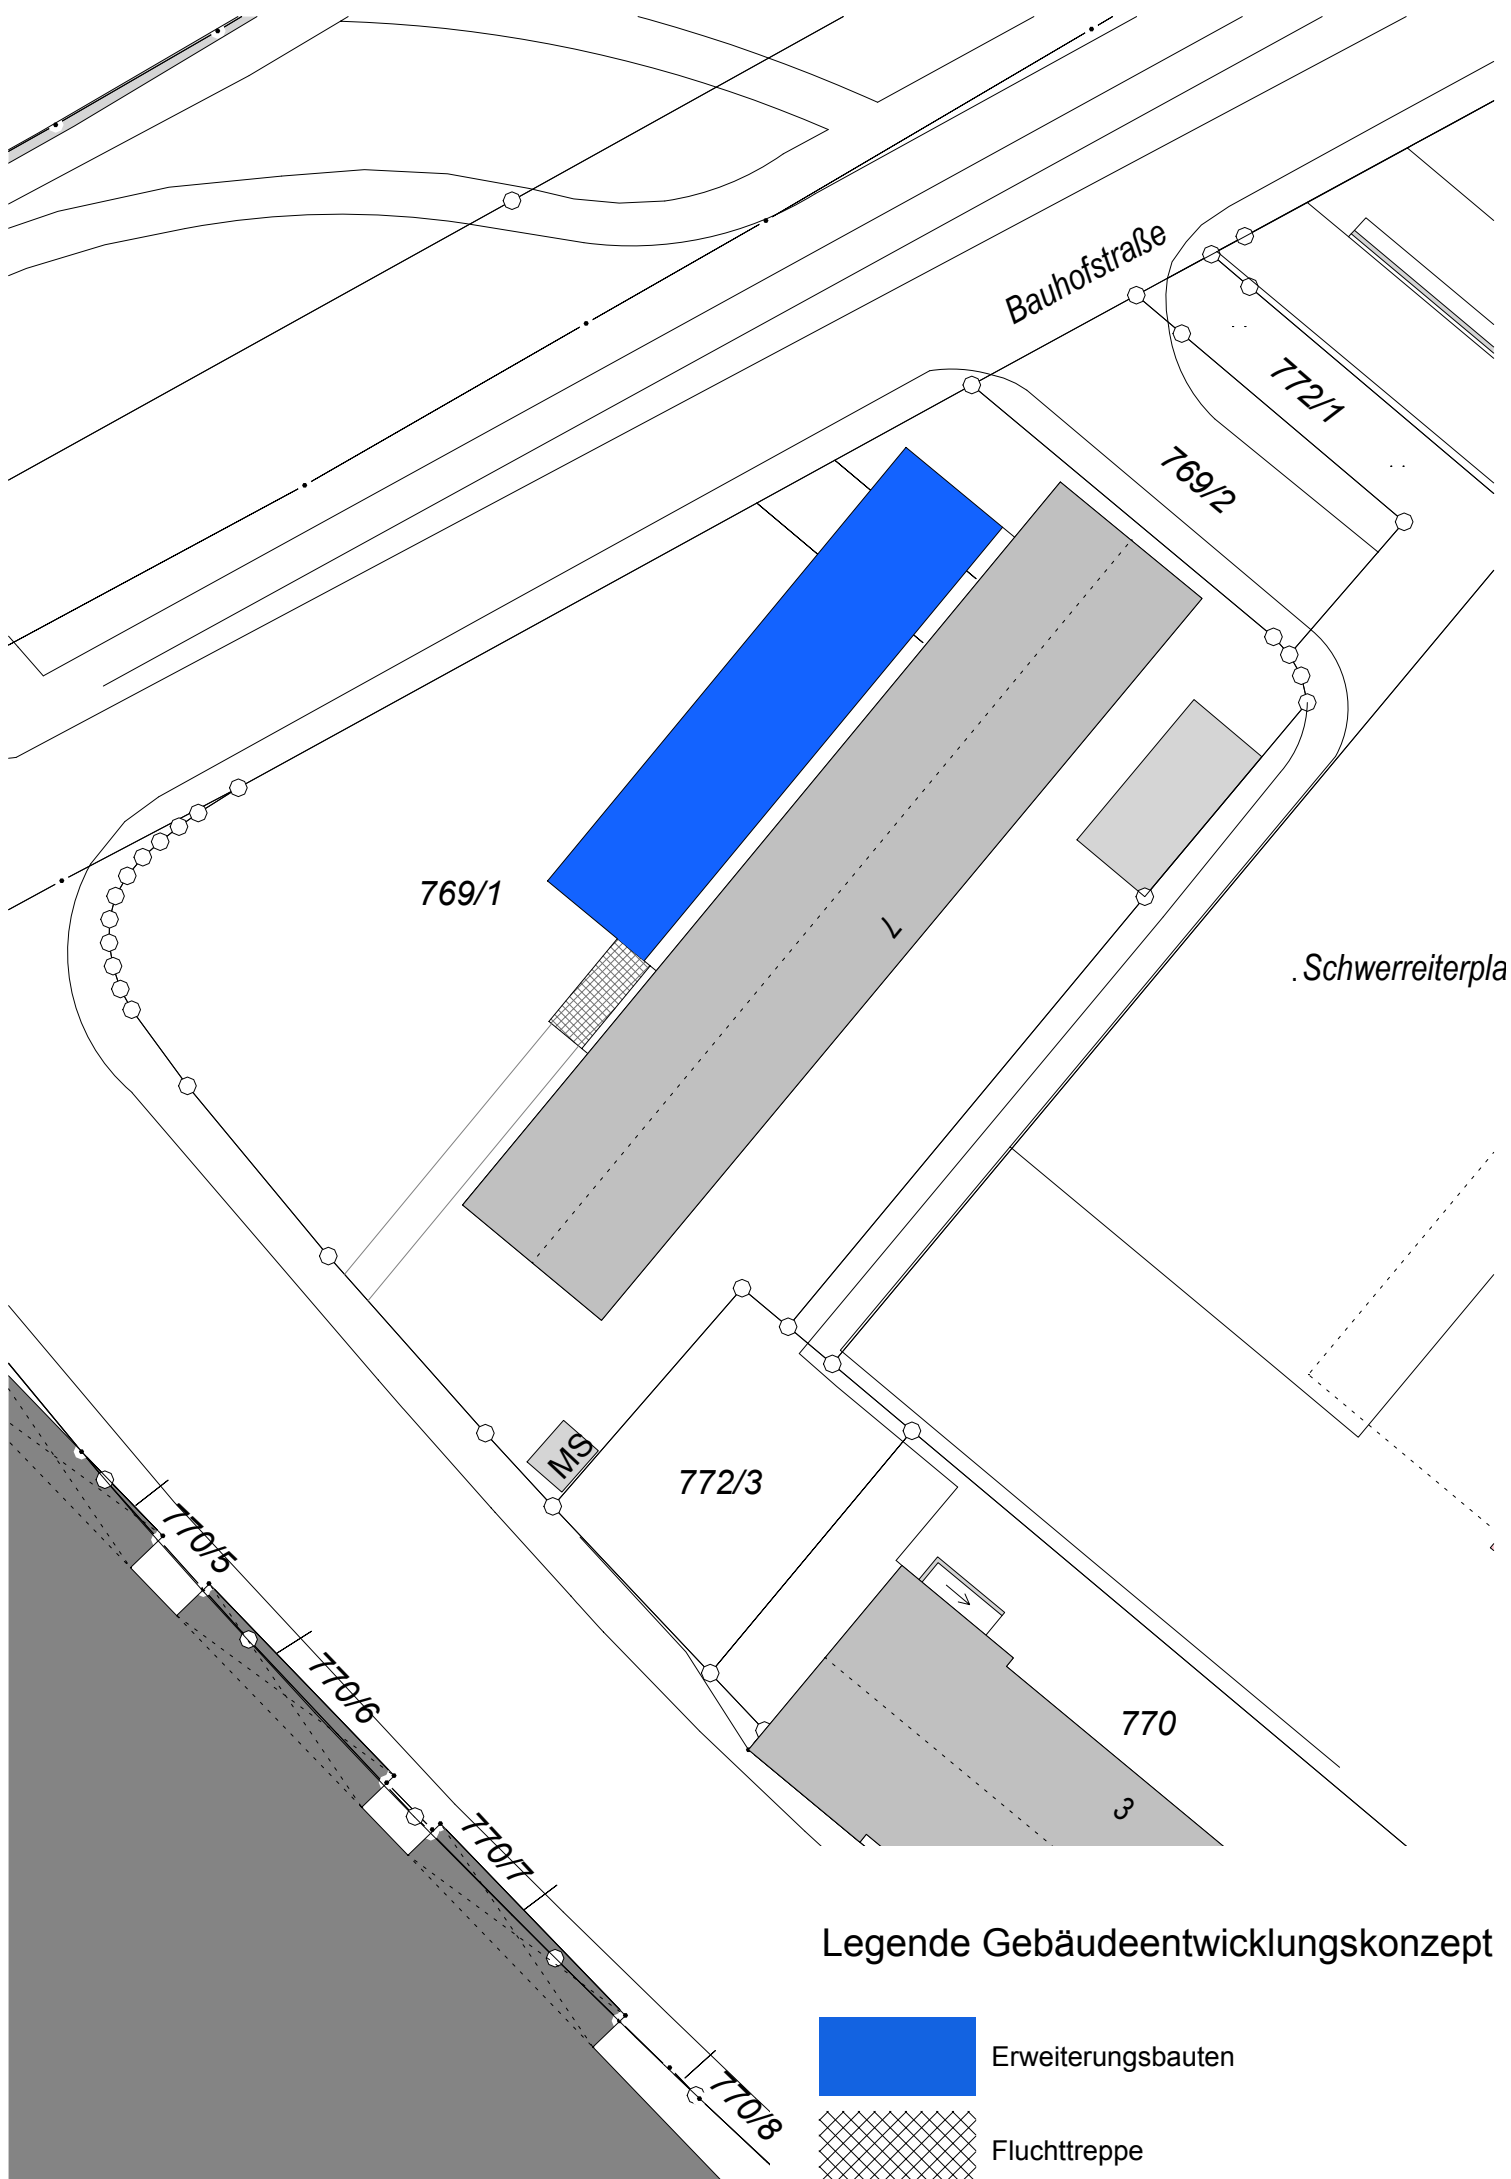 Bauhofstraße
772/1
769/2
769/1
7
. Schwerreiterpla
MS
772/3
770/5
770/6
770
3
770/7
Legende Gebäudeentwicklungskonzept
Erweiterungsbauten
770/8
Fluchttreppe